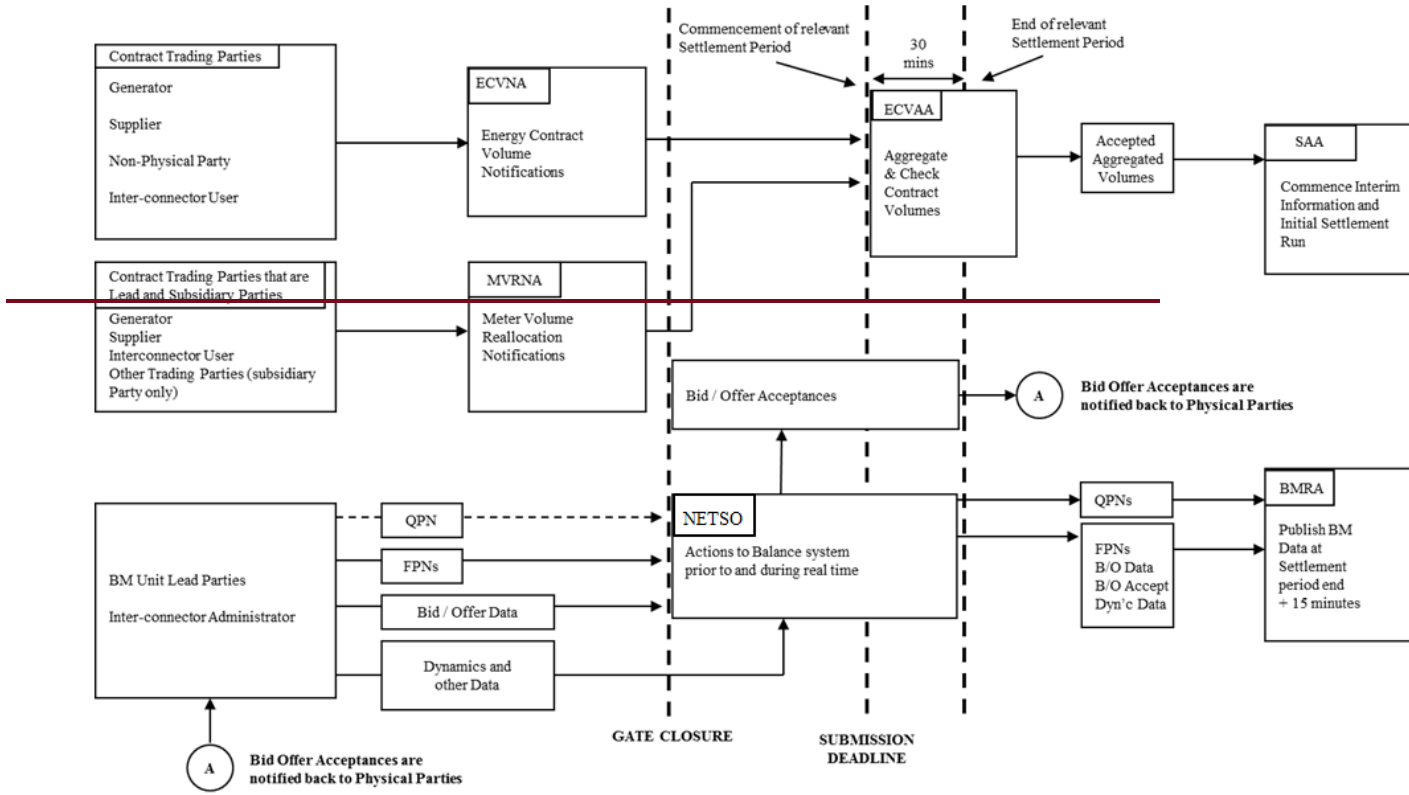 Commencement of relevant
Settlement Period
30
mins
End of relevant
Settlement Period
Contract Trading Parties
Generator
Supplier
Non-Physical Party
Inter-connector User
ECVNA
Energy Contract
Volume
Notifications
ECVAA
Aggregate
& Check
Contract
Volumes
Accepted
Aggregated
Volumes
SAA
Commence Interim
Information and
Initial Settlement
Run
Contract Trading Parties that are
Lead and Subsidiary Parties
Generator
Supplier
Interconnector User
Other Trading Parties (subsidiary
Party only)
MVRNA
Meter Volume
Reallocation
Notifications
Bid / Offer Acceptances
A
Bid Offer Acceptances are
notified back to Physical Parties
BM Unit Lead Parties
Inter-connector Administrator
QPN
FPNs
Bid / Offer Data
Dynamics and
other Data
NETSO
Actions to Balance system
prior to and during real time
QPNs
FPNs
B/O Data
B/O Accept
Dyn’c Data
BMRA
Publish BM
Data at
Settlement
period end
+ 15 minutes
GATE CLOSURE
SUBMISSION
DEADLINE
A
Bid Offer Acceptances are
notified back to Physical Parties